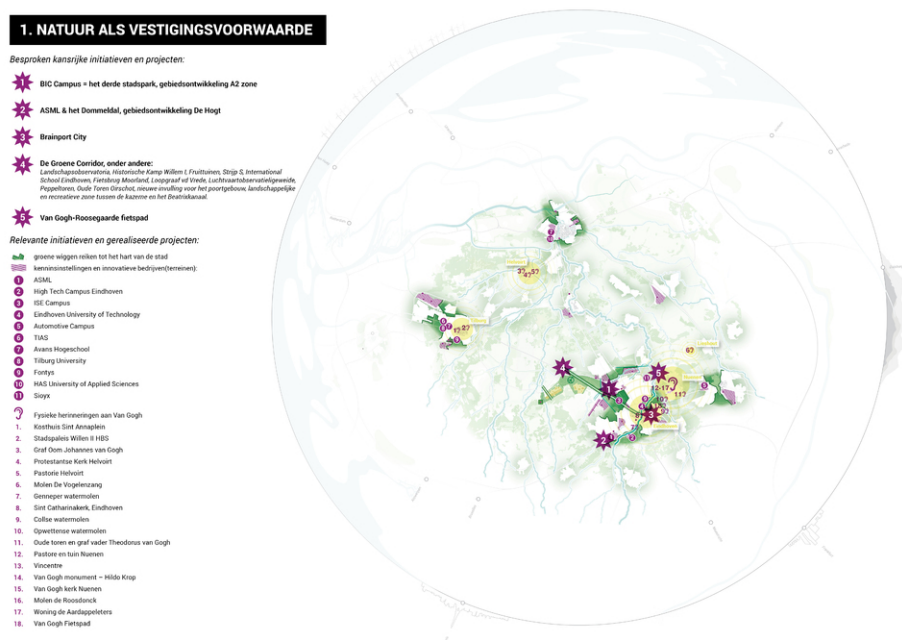 1. NATUUR ALS VESTIGINGSVOORWAARDE
Besproken kansrijke initiatieven en projecten:
1 BIC Campus = het derde stadspark, gebiedsontwikkeling A2 zone
2 ASML & het Dommeldal, gebiedsontwikkeling De Hogt
3 Brainport City
4 De Groene Corridor, onder andere:
Landschapsobservatoria, Historische Kamp Willem I, Fruittuinen, Strijp S, International
School Eindhoven, Fietsbrug Moorland, Loopgraaf vd Vrede, Luchtvaartobservatieligeweide,
Peppeltoren, Oude Toren Oirschot, nieuwe invulling voor het poortgebouw, landschappelijke
en recreatieve zone tussen de kazerne en het Beatrixkanaal.
5 Van Gogh-Roosegaarde fietspad
Relevante initiatieven en gerealiseerde projecten:
groene wiggen reiken tot het hart van de stad
kenninsinstellingen en innovatieve bedrijven(terreinen):
1 ASML
2 High Tech Campus Eindhoven
3 ISE Campus
4 Eindhoven University of Technology
5 Automotive Campus
6 TIAS
7 Avans Hogeschool
8 Tilburg University
9 Fontys
10 HAS University of Applied Sciences
11 Sioyx
Fysieke herinneringen aan Van Gogh
1. Kosthuis Sint Annaplein
2. Stadspaleis Willen II HBS
3. Graf Oom Johannes van Gogh
4. Protestantse Kerk Helvoirt
5. Pastorie Helvoirt
6. Molen De Vogelenzang
7. Genneper watermolen
8. Sint Catharinakerk, Eindhoven
9. Collse watermolen
10. Opwettense watermolen
11. Oude toren en graf vader Theodorus van Gogh
12. Pastore en tuin Nuenen
13. Vincentre
14. Van Gogh monument – Hildo Krop
15. Van Gogh kerk Nuenen
16. Molen de Roosdonck
17. Woning de Aardappeleters
18. Van Gogh Fietspad